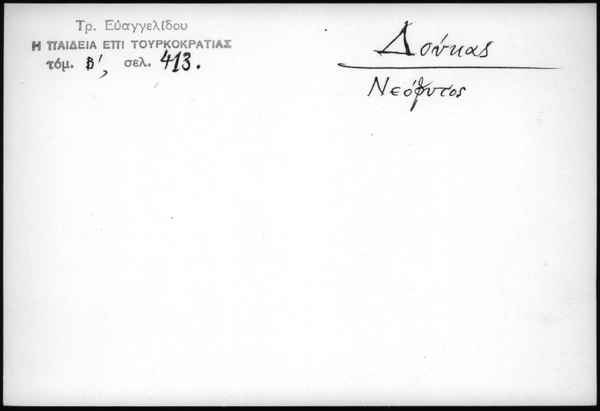 Τρ. Εὐαγγελίδου
Η ΠΑΙΔΕΙΑ ΕΠΙ ΤΟΥΡΚΟΚΡΑΤΙΑΣ
τόμ. Β', σελ. 413.
Δούκας
Νεόφυτος